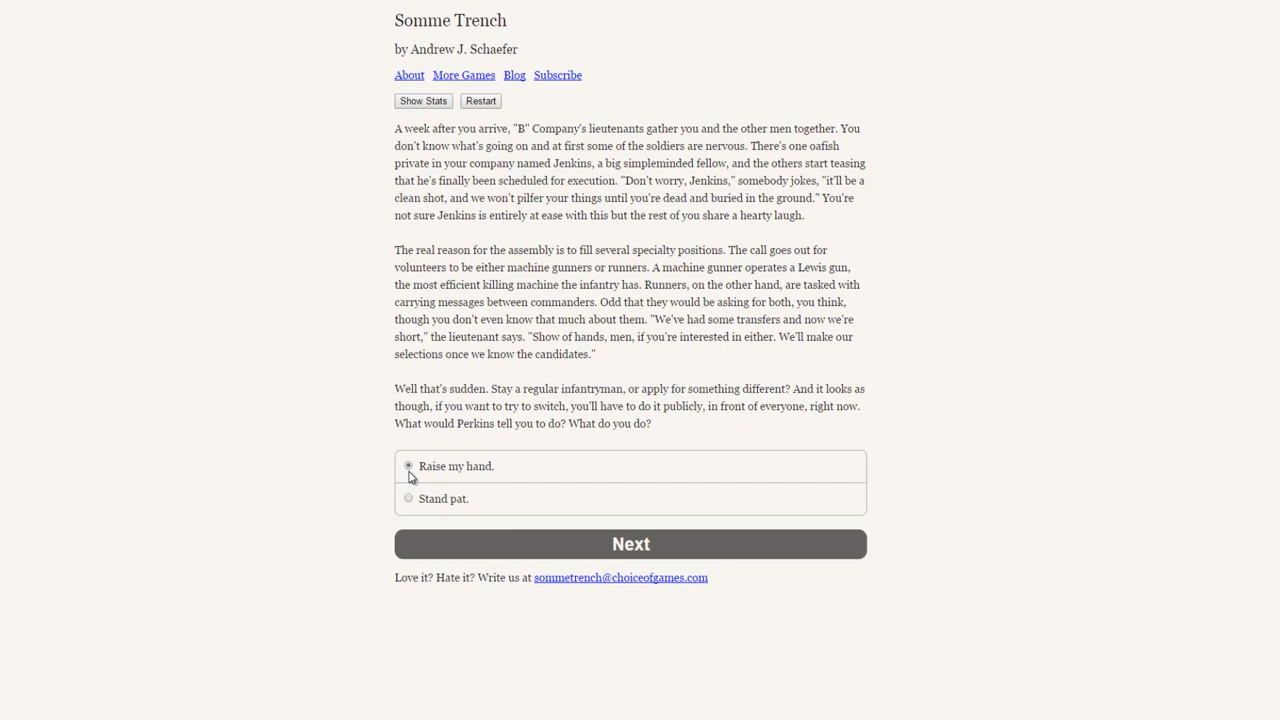 Somme Trench
by Andrew J. Schaefer
About More Games Blog Subscribe
Show Stats Restart
A week after you arrive, "B" Company's lieutenants gather you and the other men together. You
don't know what's going on and at first some of the soldiers are nervous. There's one oafish
private in your company named Jenkins, a big simpleminded fellow, and the others start teasing
that he's finally been scheduled for execution. "Don't worry, Jenkins," somebody jokes, "it'll be a
clean shot, and we won't pilfer your things until you're dead and buried in the ground." You're
not sure Jenkins is entirely at ease with this but the rest of you share a hearty laugh.
The real reason for the assembly is to fill several specialty positions. The call goes out for
volunteers to be either machine gunners or runners. A machine gunner operates a Lewis gun,
the most efficient killing machine the infantry has. Runners, on the other hand, are tasked with
carrying messages between commanders. Odd that they would be asking for both, you think,
though you don't even know that much about them. "We've had some transfers and now we're
short," the lieutenant says. "Show of hands, men, if you're interested in either. We'll make our
selections once we know the candidates."
Well that's sudden. Stay a regular infantryman, or apply for something different? And it looks as
though, if you want to try to switch, you'll have to do it publicly, in front of everyone, right now.
What would Perkins tell you to do? What do you do?
Raise my hand.
Stand pat.
Next
Love it? Hate it? Write us at sommetrench@choiceofgames.com